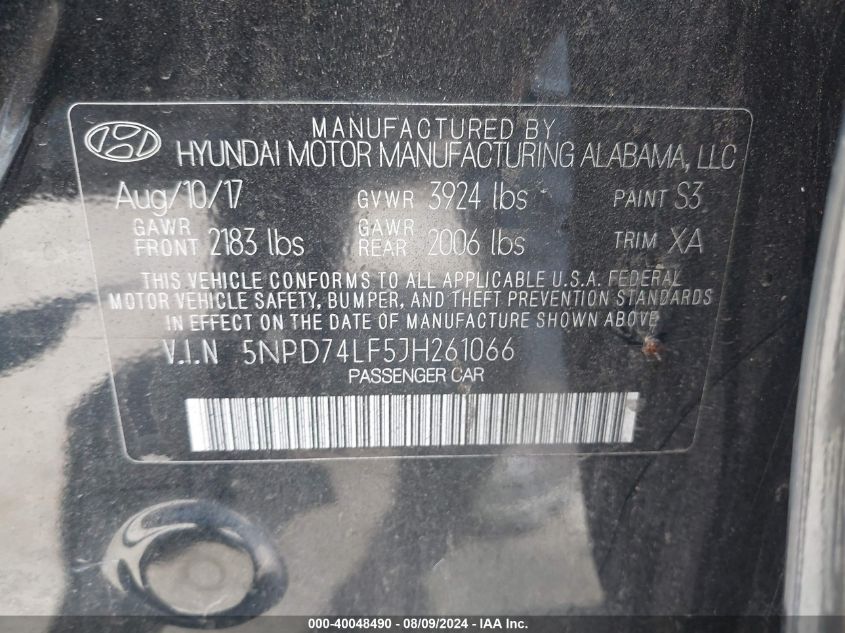 MANUFACTURED BY
HYUNDAI MOTOR MANUFACTURING ALABAMA, LLC
Aug/10/17 GVWR 3924 lbs PAINT S3
GAWR FRONT 2183 lbs GAWR REAR 2006 lbs TRIM XA
THIS VEHICLE CONFORMS TO ALL APPLICABLE U.S.A. FEDERAL
MOTOR VEHICLE SAFETY, BUMPER, AND THEFT PREVENTION STANDARDS
IN EFFECT ON THE DATE OF MANUFACTURE SHOWN ABOVE.
V.I.N 5NPD74LF5JH261066
PASSENGER CAR
000-40048490 - 08/09/2024 - IAA Inc.